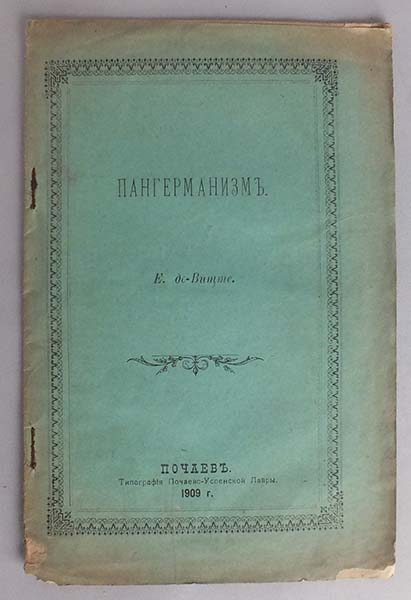 ПАНГЕРМАНИЗМЪ.
Е. де-Витте.
ПОЧАЕВЪ.
Типографія Почаево-Успенской Лавры.
1909 г.